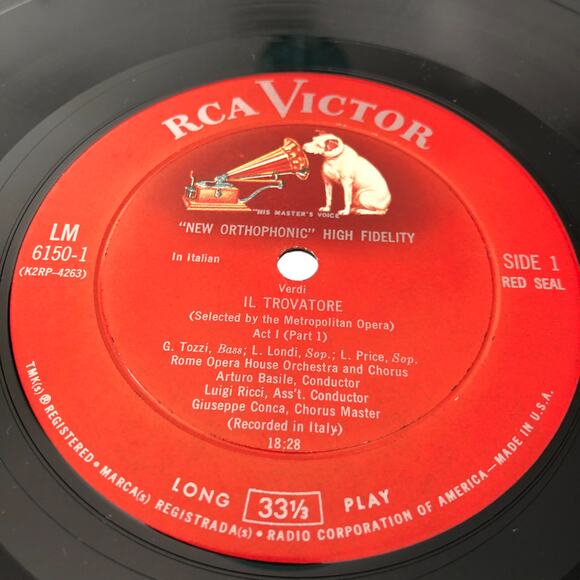 RCA VICTOR
"HIS MASTER'S VOICE"
"NEW ORTHOPHONIC" HIGH FIDELITY
LM
6150-1
(K2RP-4263)
In Italian
SIDE 1
RED SEAL
Verdi
IL TROVATORE
(Selected by the Metropolitan Opera)
Act I (Part 1)
G. Tozzi, Bass; L. Londi, Sop.; L. Price, Sop.
Rome Opera House Orchestra and Chorus
Arturo Basile, Conductor
Luigi Ricci, Ass't. Conductor
Giuseppe Conca, Chorus Master
(Recorded in Italy)
18:28
LONG 33⅓ PLAY
TMK(s) ® REGISTERED • MARCA(s) REGISTRADA(s) • RADIO CORPORATION OF AMERICA—MADE IN U.S.A.